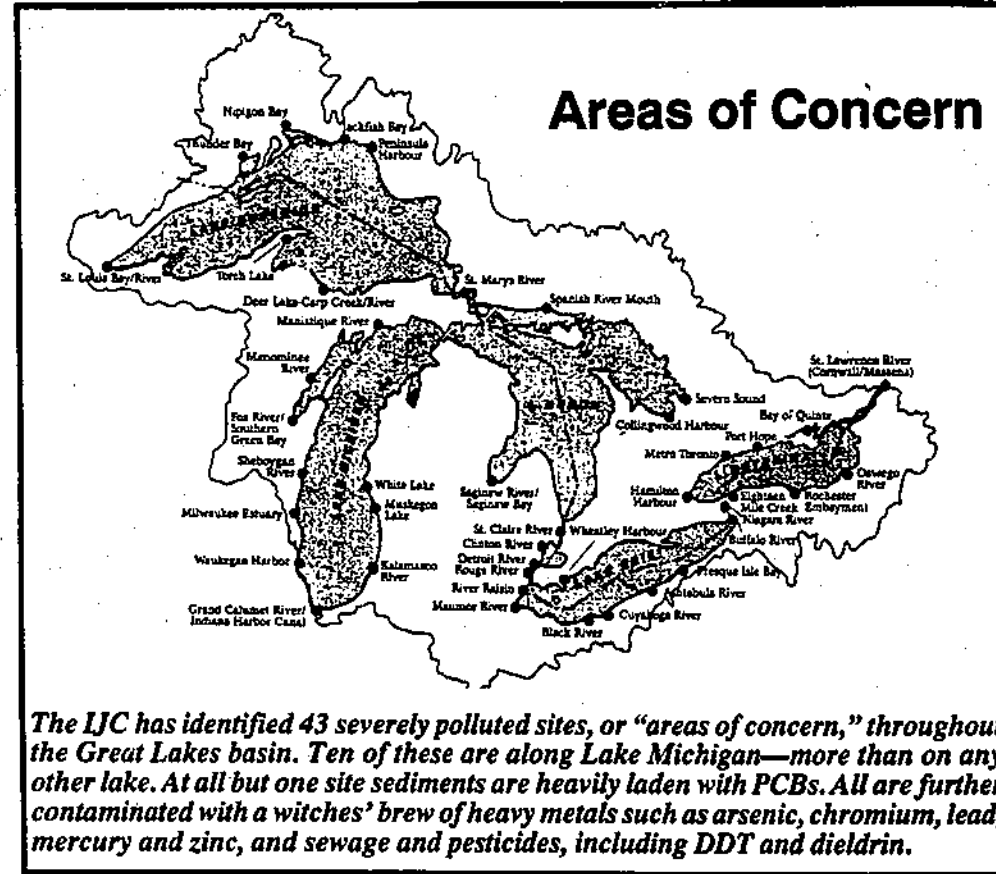 Areas of Concern
Nipigon Bay
Jackfish Bay
Thunder Bay
Peninsula
Harbour
St. Louis Bay/River
Torch Lake
St. Marys River
Deer Lake-Carp Creek/River
Spanish River Mouth
Manistique River
Menominee
River
St. Lawrence River
(Cornwall/Massena)
Fox River/
Southern
Green Bay
Severn Sound
Collingwood Harbour
Bay of Quinte
Port Hope
Metro Toronto
LAKE ONTARIO
Sheboygan
River
White Lake
Saginaw River/
Saginaw Bay
Hamilton
Harbour
Eighteen
Mile Creek
Rochester
Embayment
Oswego
River
Milwaukee Estuary
Muskegon
Lake
Niagara River
St. Claire River
Wheatley Harbour
Clinton River
Buffalo River
Waukegan Harbor
Kalamazoo
River
Detroit River
Rouge River
LAKE ERIE
Presque Isle Bay
River Raisin
Ashtabula River
Maumee River
Grand Calumet River/
Indiana Harbor Canal
Cuyahoga River
Black River
The IJC has identified 43 severely polluted sites, or “areas of concern,” throughout
the Great Lakes basin. Ten of these are along Lake Michigan—more than on any
other lake. At all but one site sediments are heavily laden with PCBs. All are further
contaminated with a witches’ brew of heavy metals such as arsenic, chromium, lead,
mercury and zinc, and sewage and pesticides, including DDT and dieldrin.